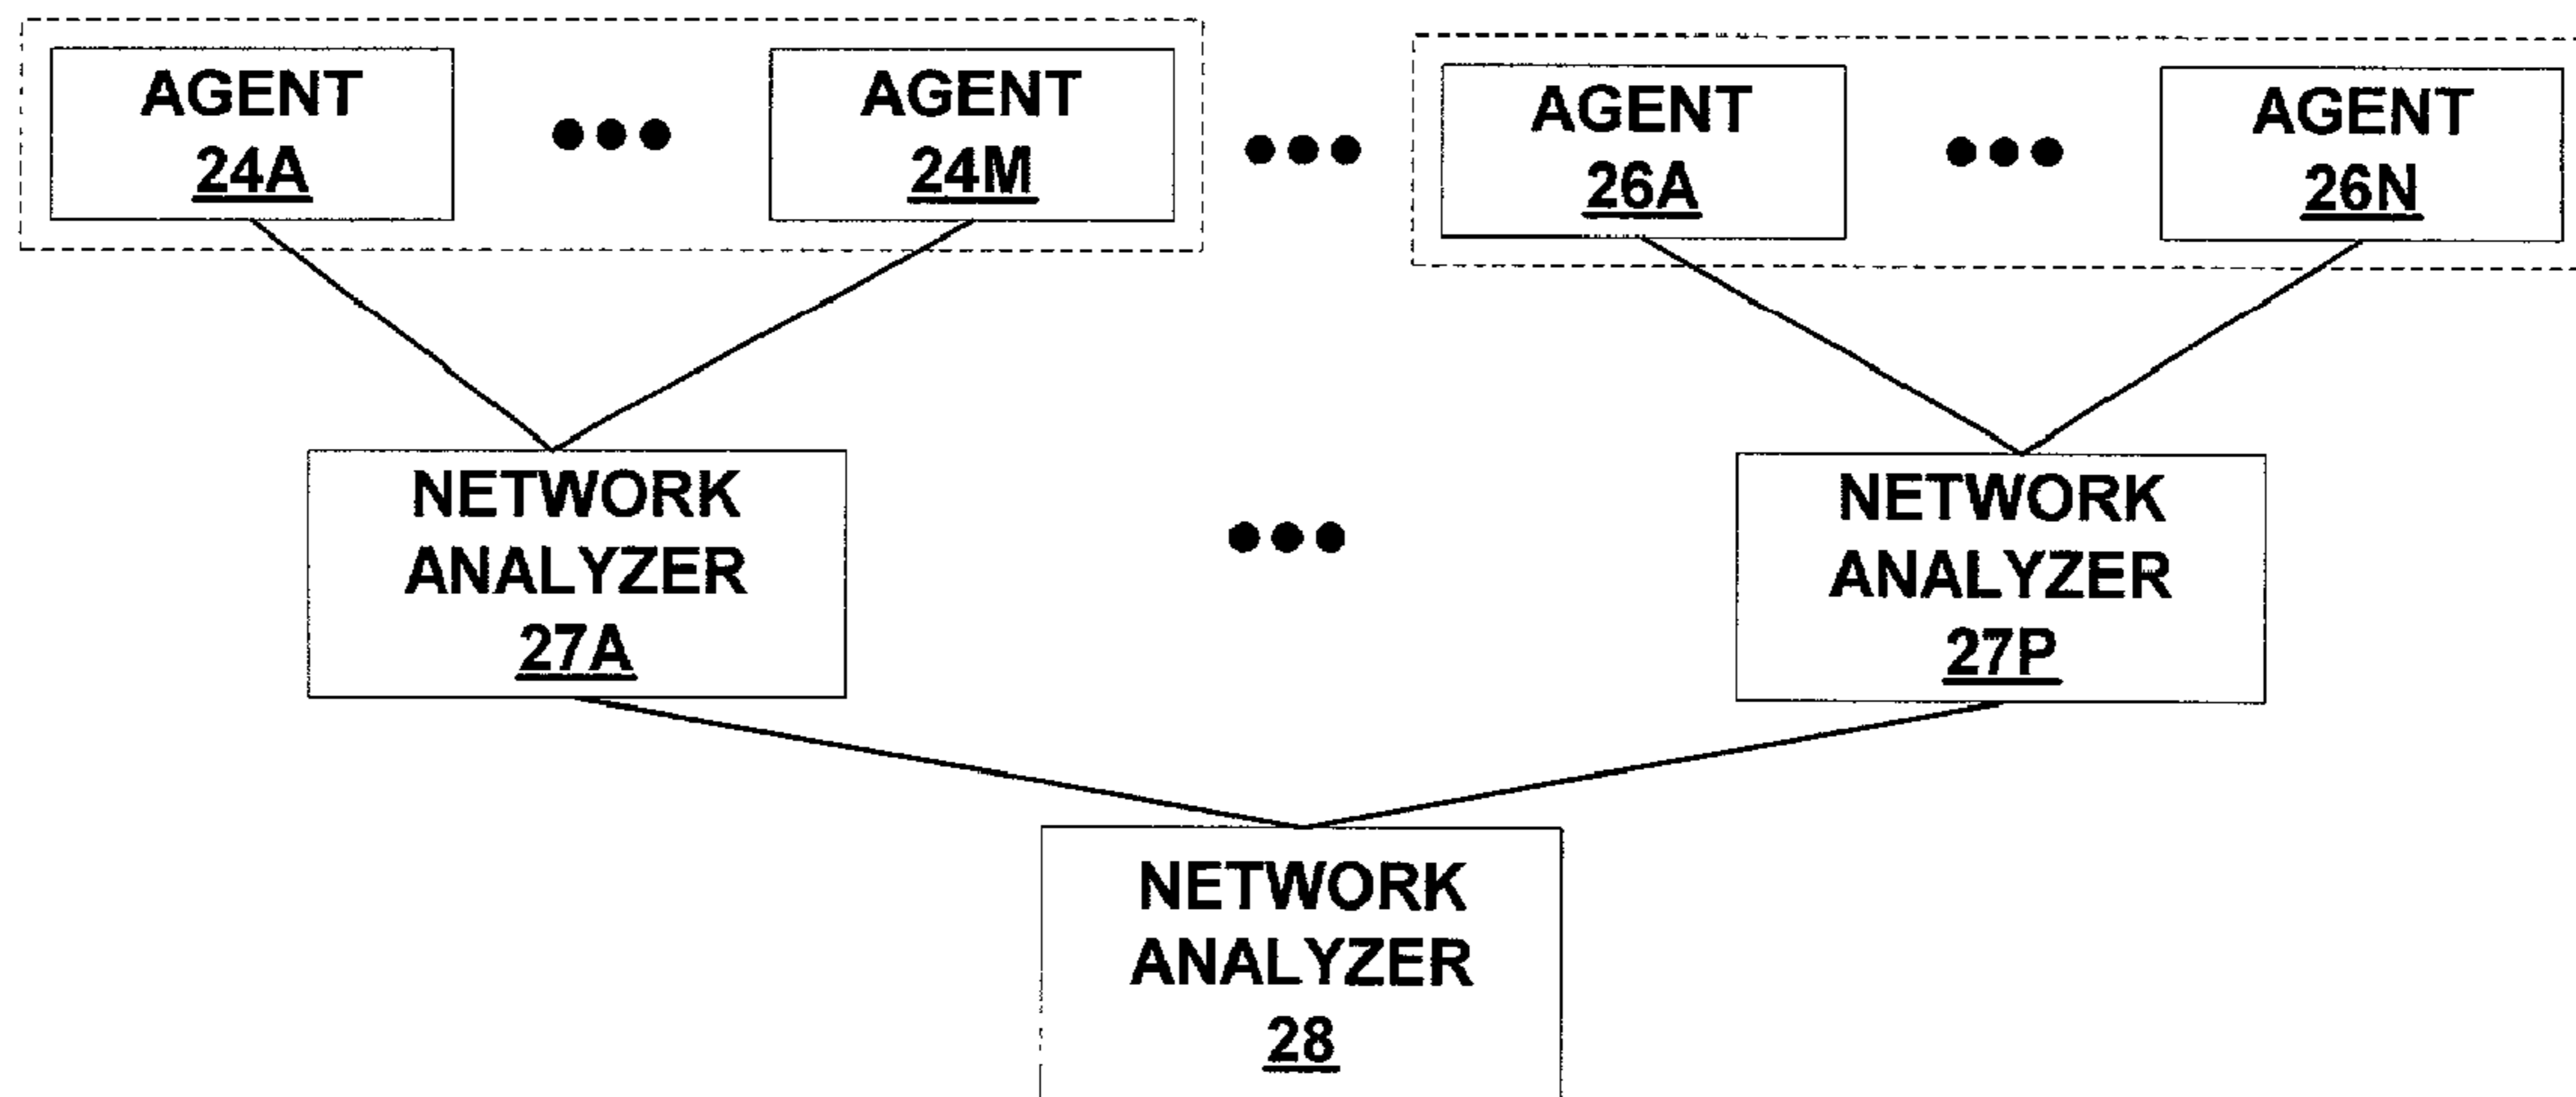 AGENT
24A
AGENT
24M
AGENT
26A
AGENT
26N
NETWORK
ANALYZER
27A
NETWORK
ANALYZER
27P
NETWORK
ANALYZER
28